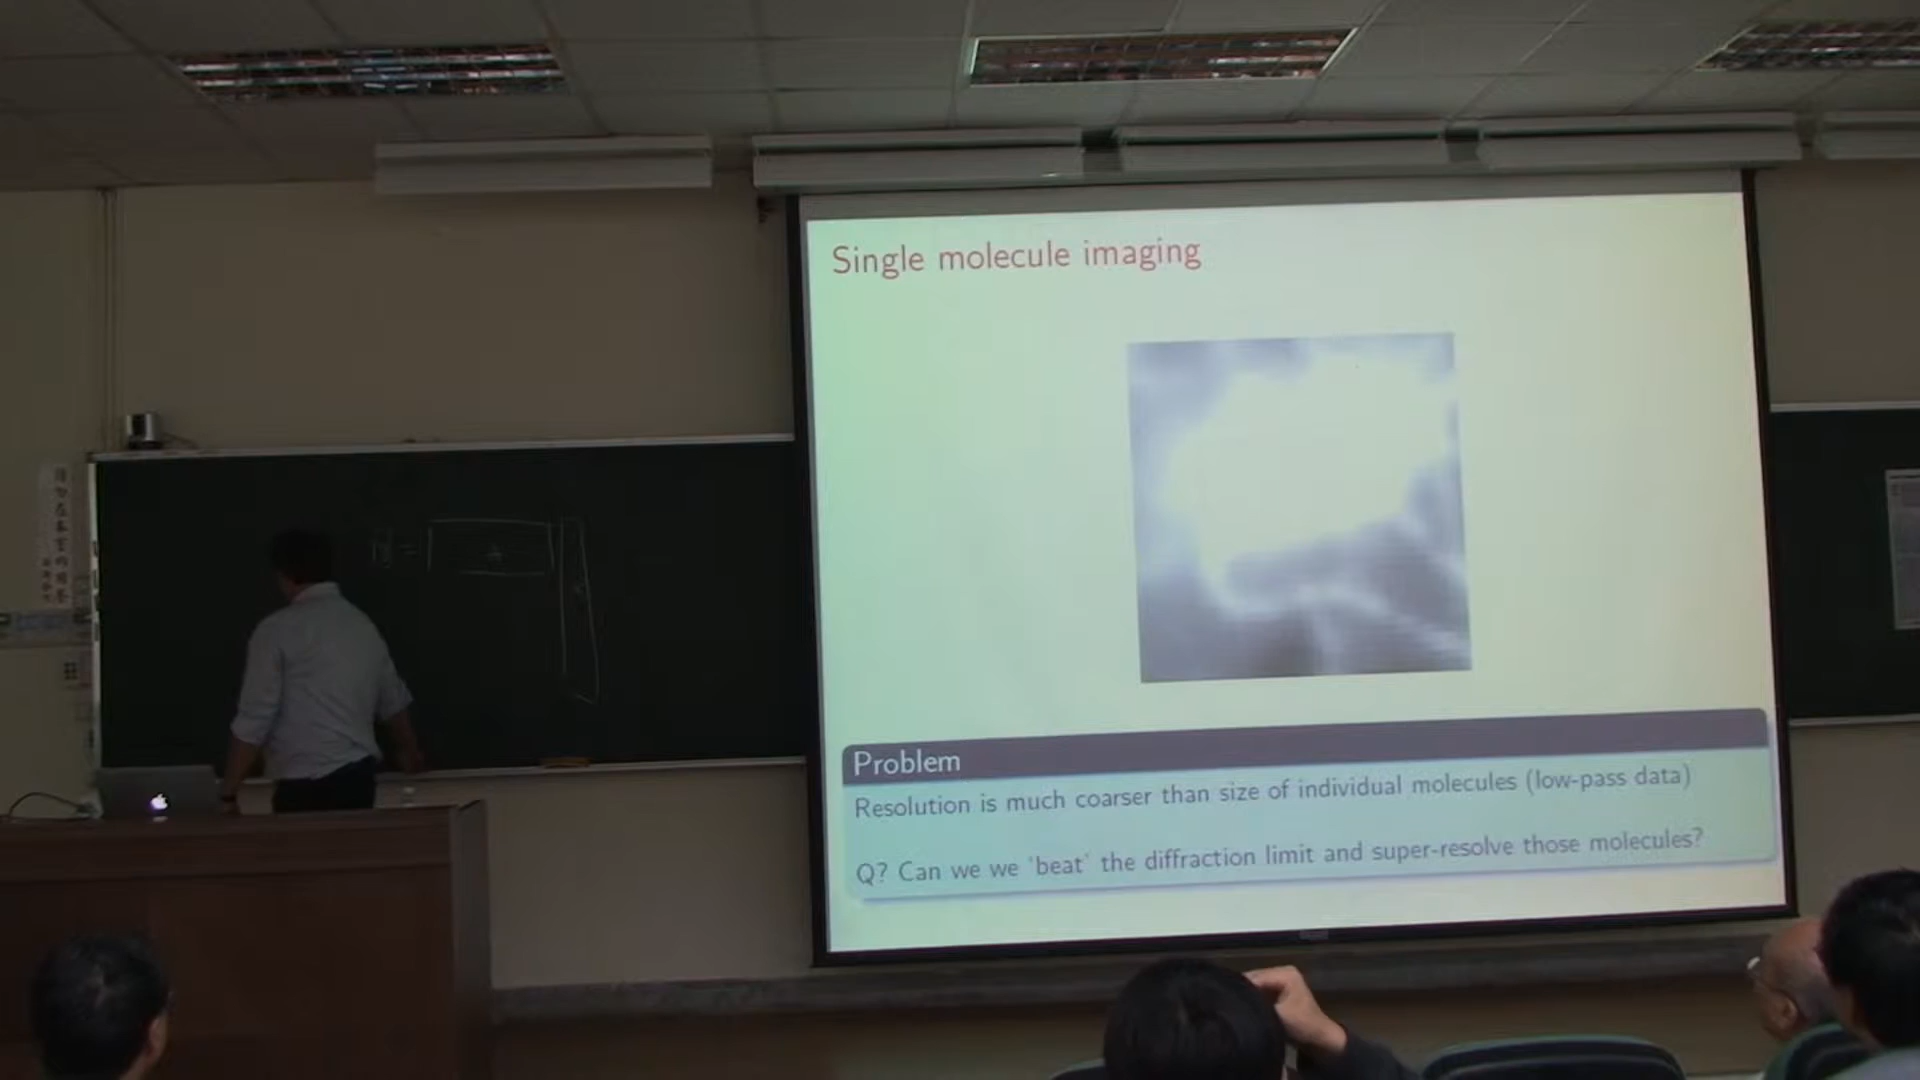 Single molecule imaging
Problem
Resolution is much coarser than size of individual molecules (low-pass data)
Q? Can we we 'beat' the diffraction limit and super-resolve those molecules?